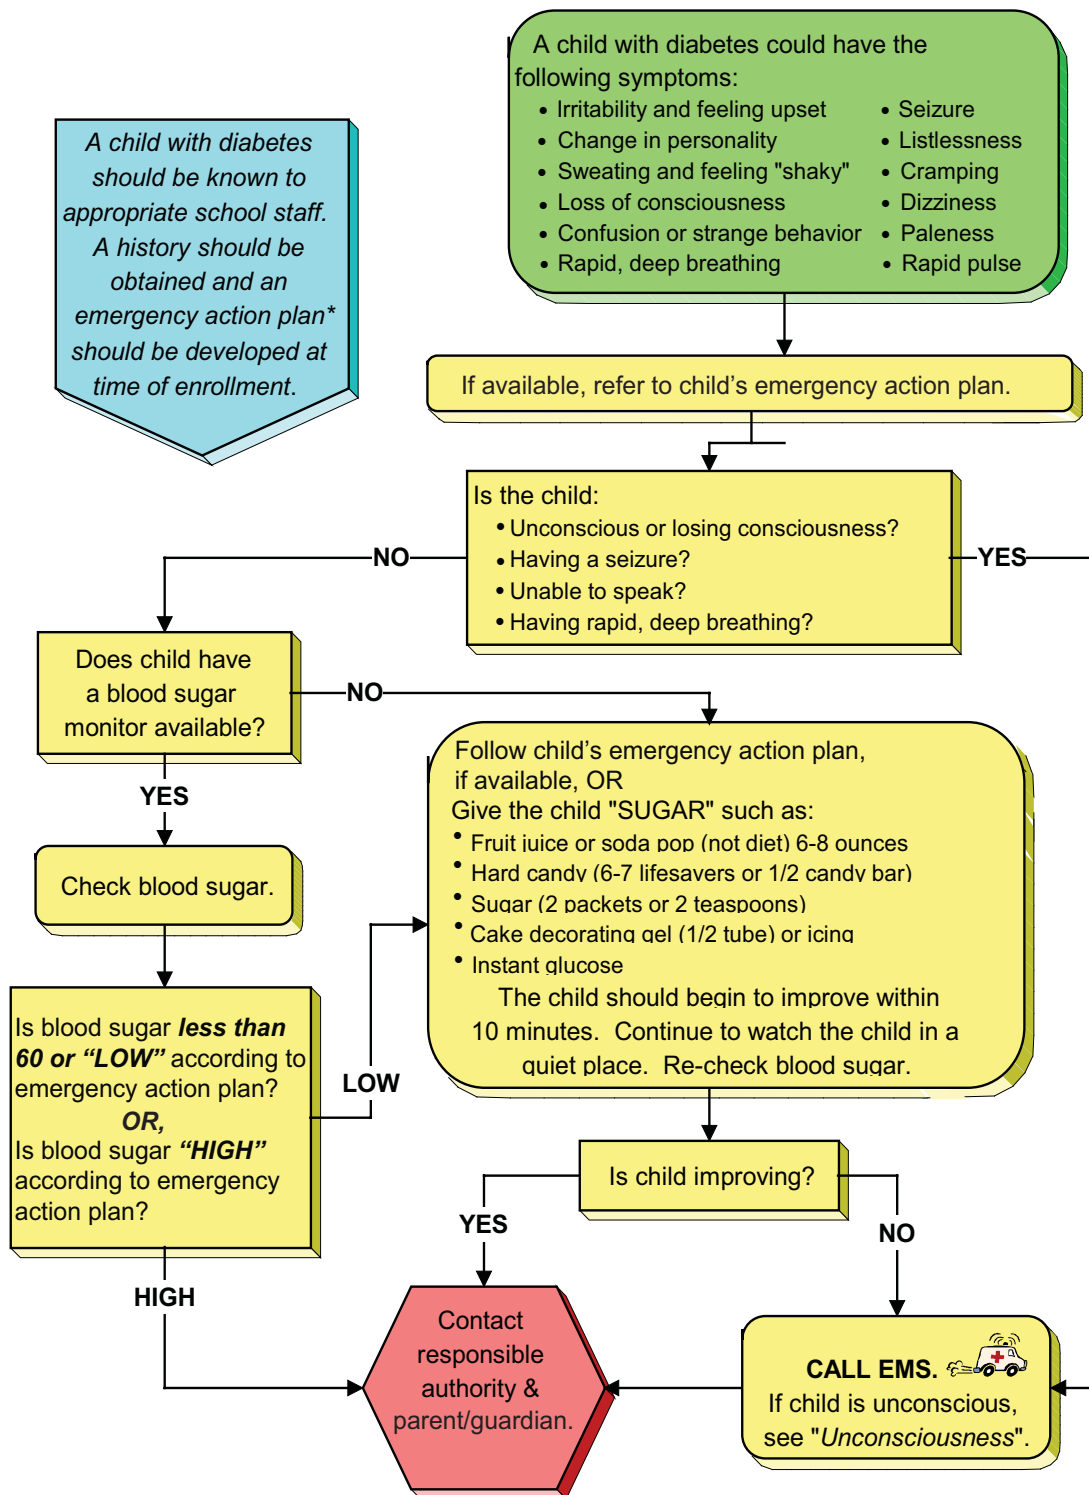 A child with diabetes could have the
following symptoms:
• Irritability and feeling upset
• Change in personality
• Sweating and feeling "shaky"
• Loss of consciousness
• Confusion or strange behavior
• Rapid, deep breathing
• Seizure
• Listlessness
• Cramping
• Dizziness
• Paleness
• Rapid pulse
A child with diabetes
should be known to
appropriate school staff.
A history should be
obtained and an
emergency action plan*
should be developed at
time of enrollment.
If available, refer to child’s emergency action plan.
Is the child:
• Unconscious or losing consciousness?
• Having a seizure?
• Unable to speak?
• Having rapid, deep breathing?
NO
YES
Does child have
a blood sugar
monitor available?
NO
YES
Follow child’s emergency action plan,
if available, OR
Give the child "SUGAR" such as:
• Fruit juice or soda pop (not diet) 6-8 ounces
• Hard candy (6-7 lifesavers or 1/2 candy bar)
• Sugar (2 packets or 2 teaspoons)
• Cake decorating gel (1/2 tube) or icing
• Instant glucose
The child should begin to improve within
10 minutes. Continue to watch the child in a
quiet place. Re-check blood sugar.
Check blood sugar.
Is blood sugar less than
60 or “LOW” according to
emergency action plan?
OR,
Is blood sugar “HIGH”
according to emergency
action plan?
LOW
HIGH
Is child improving?
YES
NO
Contact
responsible
authority &
parent/guardian.
CALL EMS.
If child is unconscious,
see "Unconsciousness".